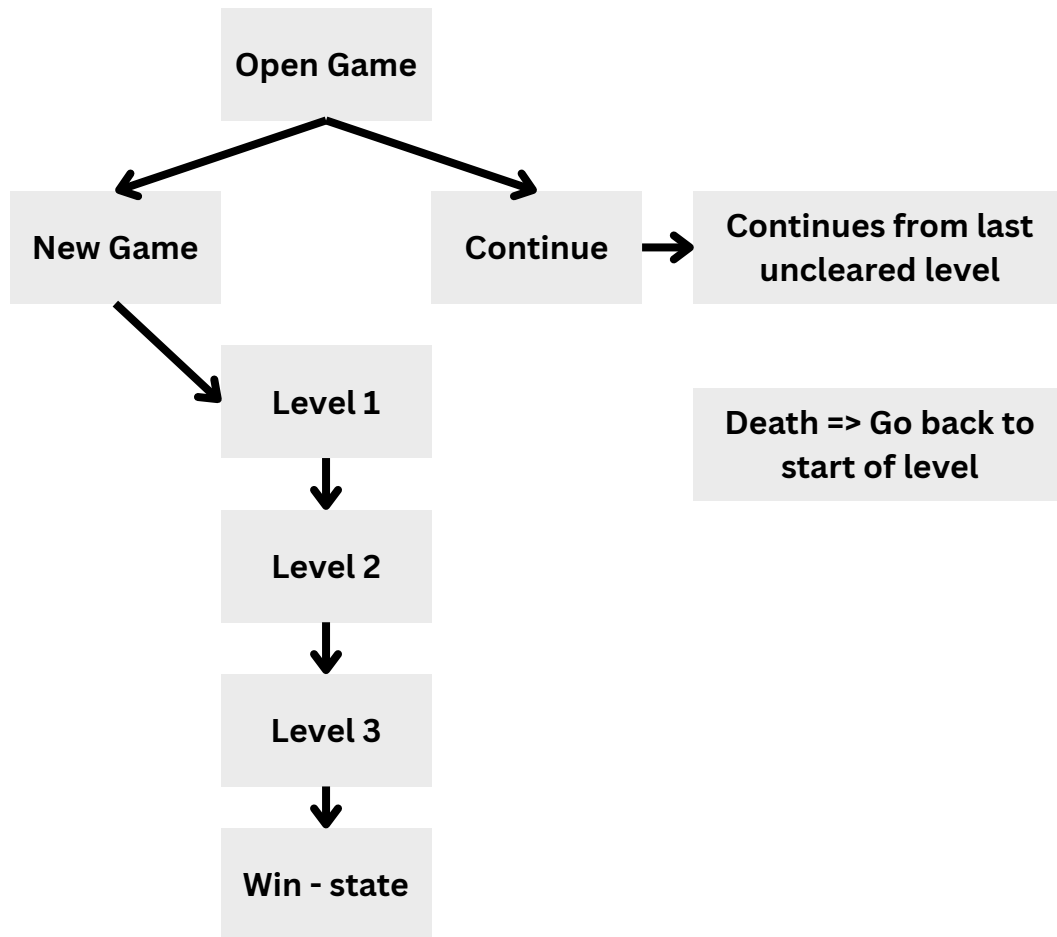 Open Game
New Game
Continue
Continues from last
uncleared level
Level 1
Death => Go back to
start of level
Level 2
Level 3
Win - state